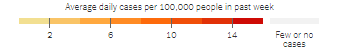 Average daily cases per 100,000 people in past week
2 6 10 14 Few or no
cases